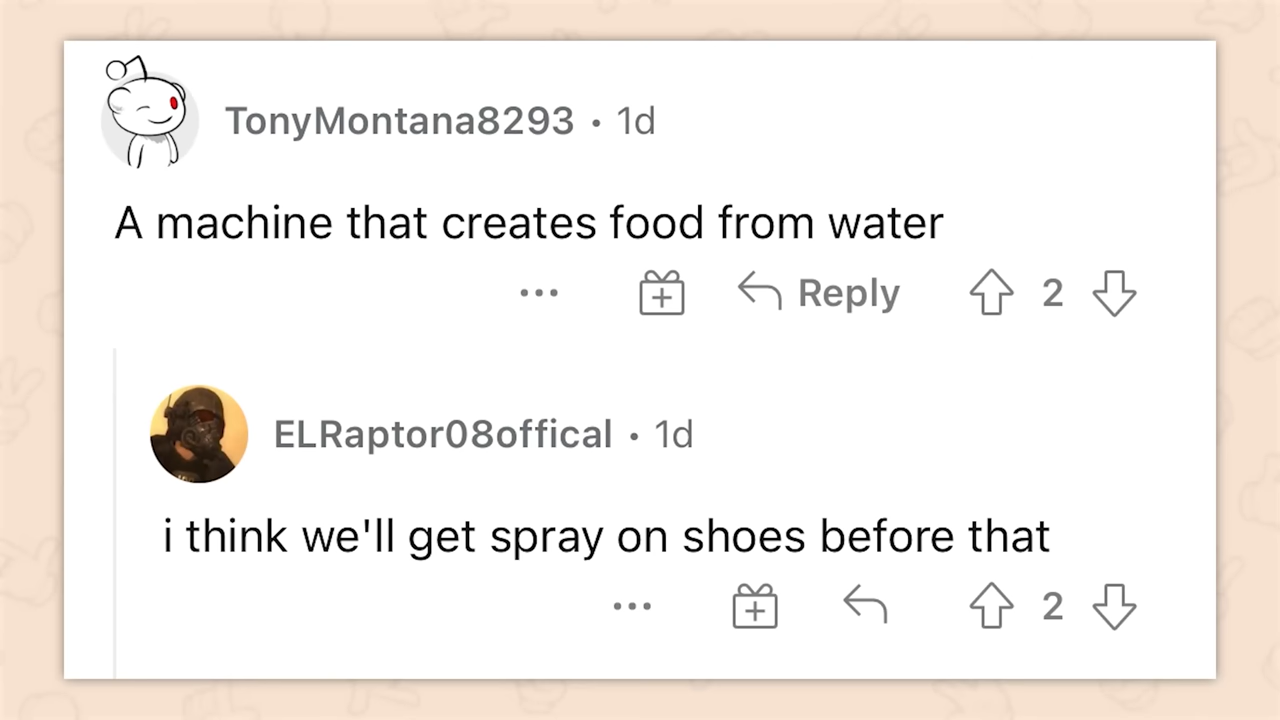 TonyMontana8293 · 1d
A machine that creates food from water
... Reply 2
ELRaptor08offical · 1d
i think we'll get spray on shoes before that
... 2